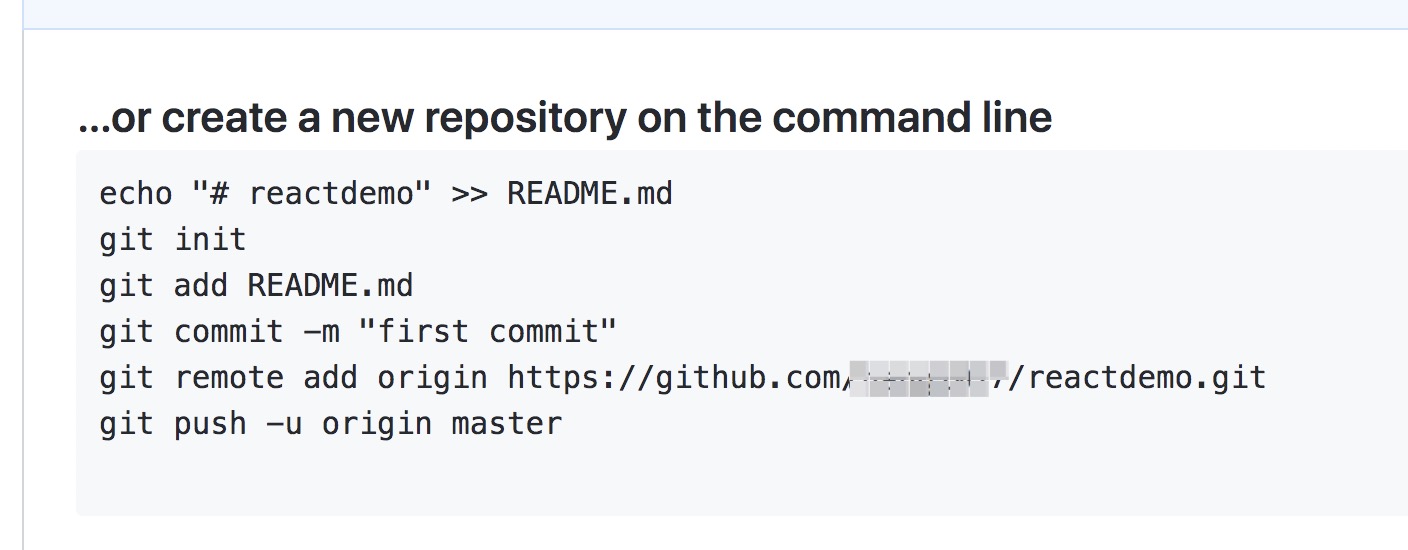 ...or create a new repository on the command line
echo "# reactdemo" >> README.md
git init
git add README.md
git commit -m "first commit"
git remote add origin https://github.com/ /reactdemo.git
git push -u origin master